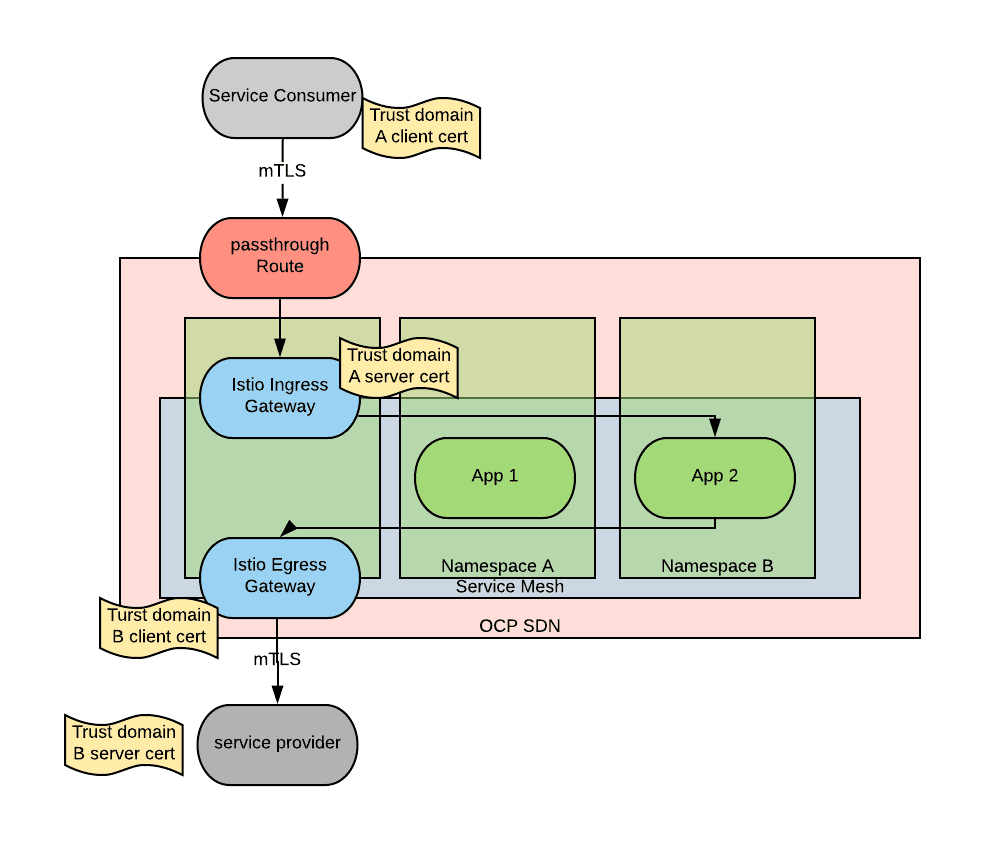 Service Consumer
Trust domain
A client cert
mTLS
passthrough
Route
Trust domain
A server cert
Istio Ingress
Gateway
App 1
App 2
Istio Egress
Gateway
Namespace A
Namespace B
Service Mesh
Turst domain
B client cert
OCP SDN
mTLS
Trust domain
B server cert
service provider